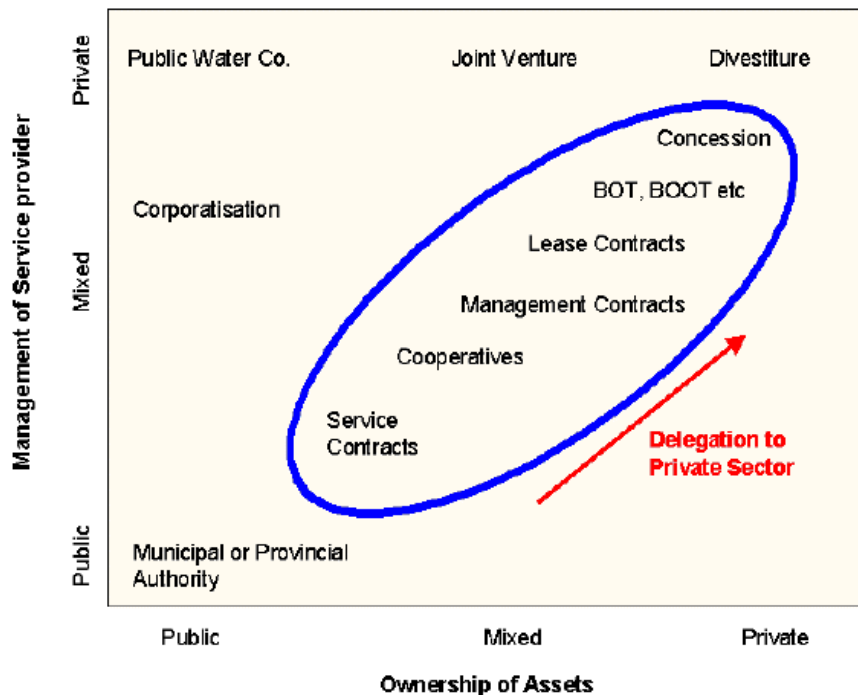 Management of Service provider
Private
Mixed
Public
Public Water Co.
Joint Venture
Divestiture
Concession
BOT, BOOT etc
Corporatisation
Lease Contracts
Management Contracts
Cooperatives
Service
Contracts
Delegation to
Private Sector
Municipal or Provincial
Authority
Public
Mixed
Private
Ownership of Assets